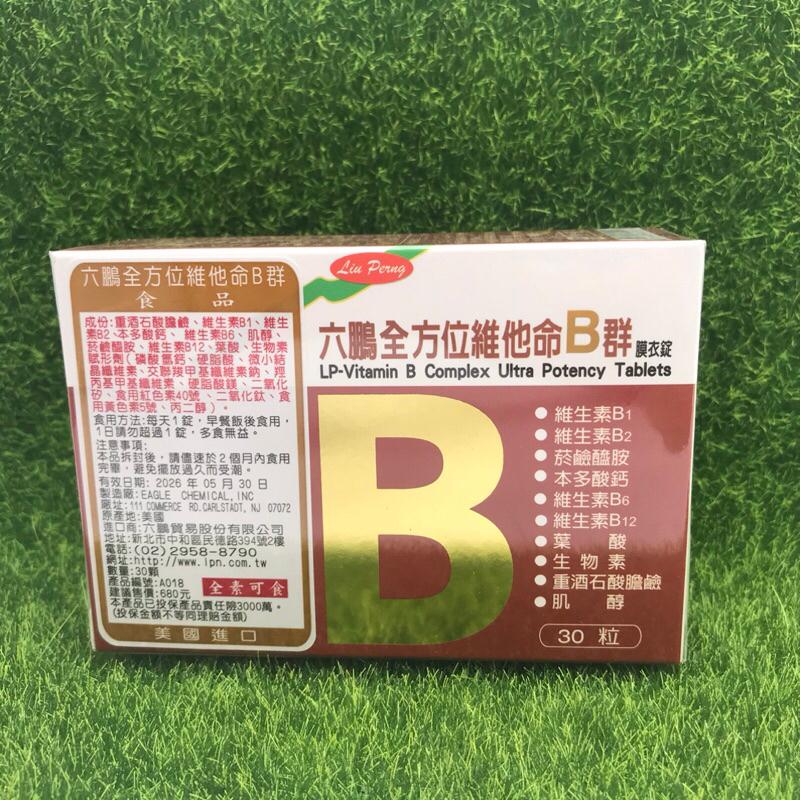 六鵬全方位維他命B群
食 品
成份:重酒石酸膽鹼、維生素B1、維生
素B2、本多酸鈣、維生素B6、肌醇、
菸鹼醯胺、維生素B12、葉酸、生物素
賦形劑(磷酸氫鈣、硬脂酸、微小結
晶纖維素、交聯羧甲基纖維素鈉、羥
丙基甲基纖維素、硬脂酸鎂、二氧化
矽、食用紅色素40號、二氧化鈦、食
用黃色素5號、丙二醇)。
食用方法:每天1錠,早餐飯後食用,
1日請勿超過1錠,多食無益。
注意事項:
本品拆封後,請儘速於2個月內食用
完畢,避免擺放過久而受潮。
有效日期: 2026 年 05 月 30 日
製造廠:EAGLE CHEMICAL,INC
廠址:111 COMMERCE RD.CARLSTADT, NJ 07072
原產地:美國
進口商:六鵬貿易股份有限公司
地址:新北市中和區民德路394號2樓
電話:(02)2958-8790
網址:http://www.ipn.com.tw
數量:30顆
產品編號:A018
建議售價:680元
全素可食
本產品已投保產品責任險3000萬。
(投保金額不等同理賠金額)
美國進口
Liu Perng
六鵬全方位維他命B群膜衣錠
LP-Vitamin B Complex Ultra Potency Tablets
B
維生素B1
維生素B2
菸鹼醯胺
本多酸鈣
維生素B6
維生素B12
葉 酸
生物素
重酒石酸膽鹼
肌 醇
30 粒